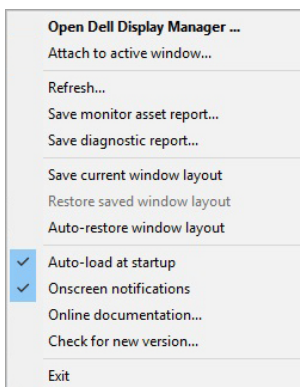 Open Dell Display Manager ...
Attach to active window...
Refresh...
Save monitor asset report...
Save diagnostic report...
Save current window layout
Restore saved window layout
Auto-restore window layout
Auto-load at startup
Onscreen notifications
Online documentation...
Check for new version...
Exit